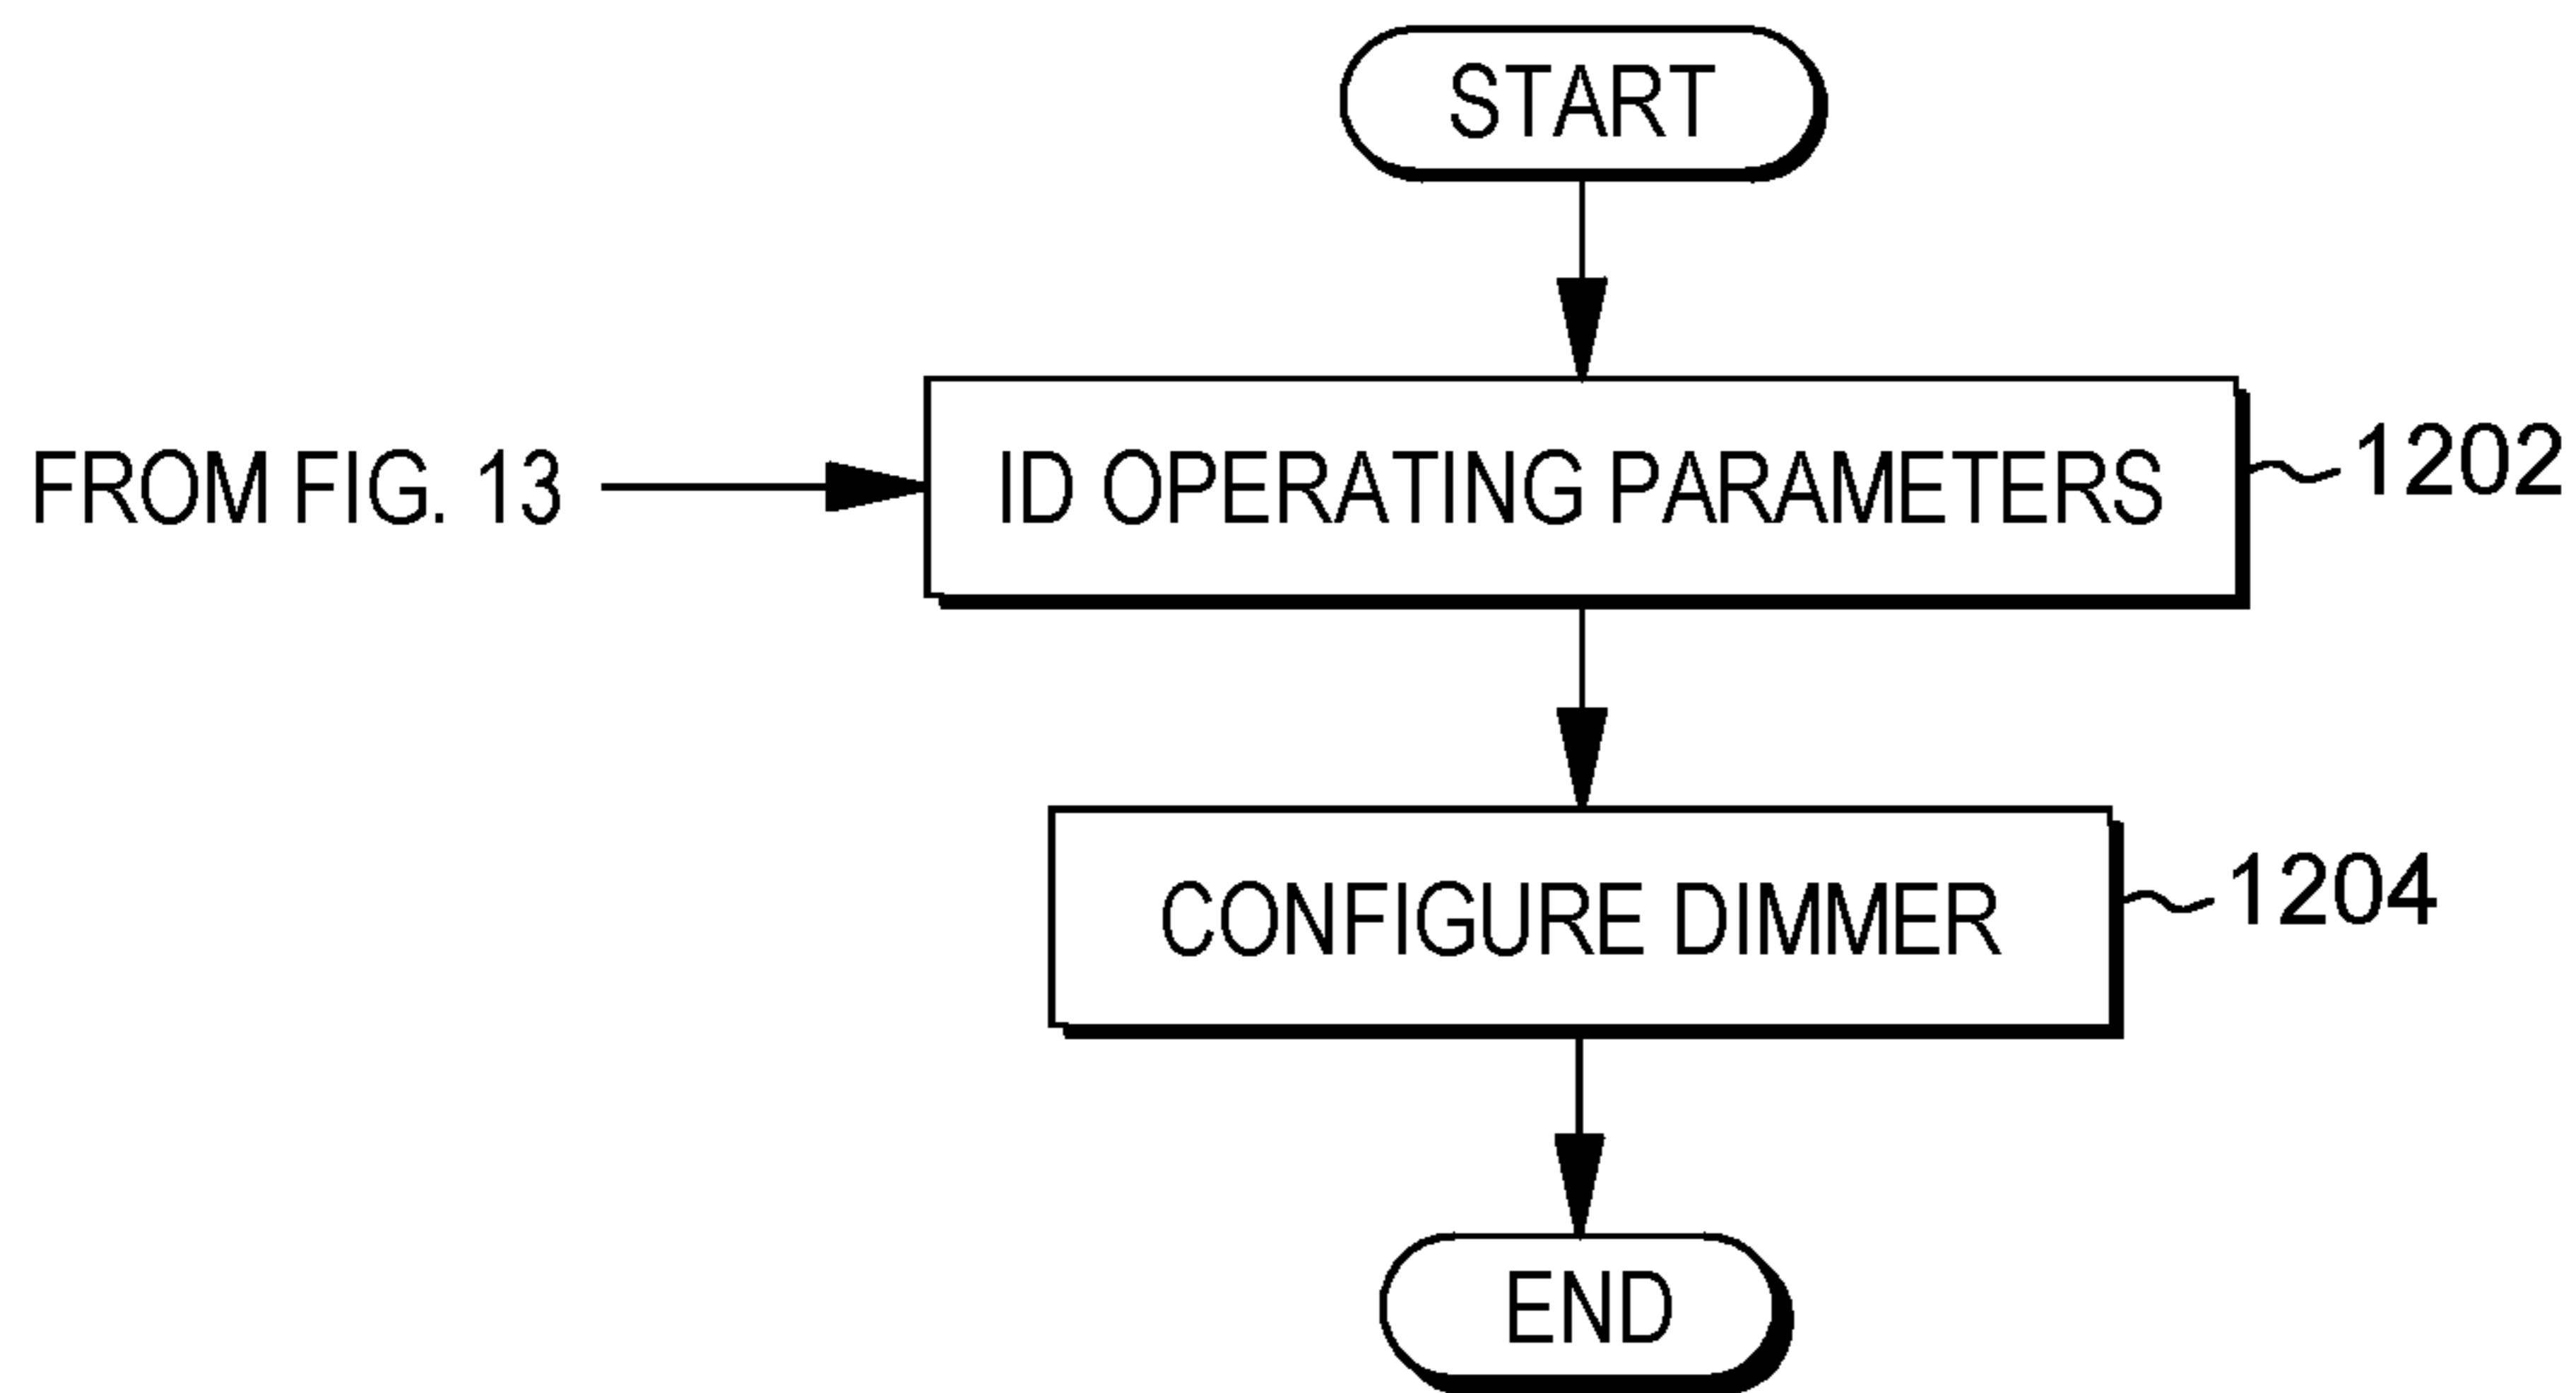 START
FROM FIG. 13
ID OPERATING PARAMETERS
1202
CONFIGURE DIMMER
1204
END